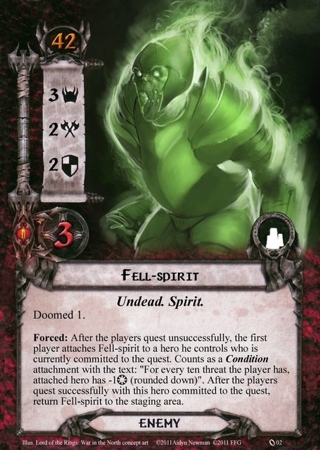 42
3
2
2
3
Fell-spirit
Undead. Spirit.
Doomed 1.
Forced: After the players quest unsuccessfully, the first
player attaches Fell-spirit to a hero he controls who is
currently committed to the quest. Counts as a Condition
attachment with the text: "For every ten threat the player has,
attached hero has -1 (rounded down)". After the players
quest successfully with this hero committed to the quest,
return Fell-spirit to the staging area.
ENEMY
Illus. Lord of the Rings: War in the North concept art ©2011Aidyn Newman ©2011 FFG 02